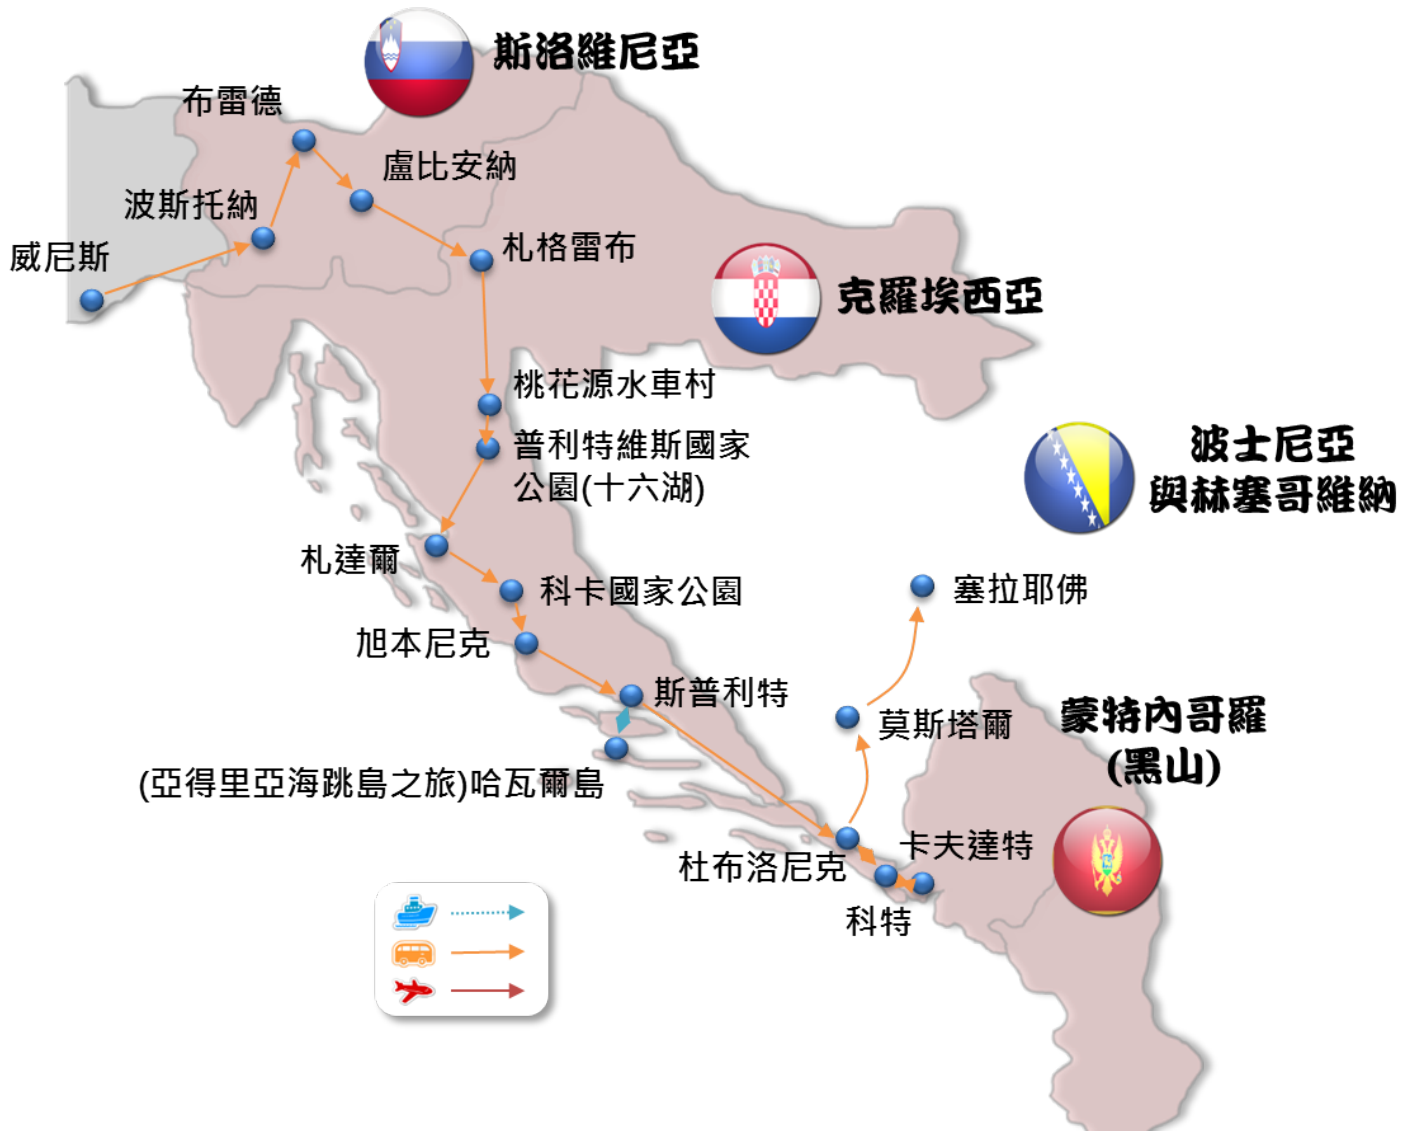 斯洛維尼亞
布雷德
盧比安納
波斯托納
威尼斯
札格雷布
克羅埃西亞
桃花源水車村
普利特維斯國家
公園(十六湖)
波士尼亞
與赫塞哥維納
札達爾
科卡國家公園
塞拉耶佛
旭本尼克
斯普利特
莫斯塔爾
蒙特內哥羅
(黑山)
(亞得里亞海跳島之旅)哈瓦爾島
杜布洛尼克
卡夫達特
科特